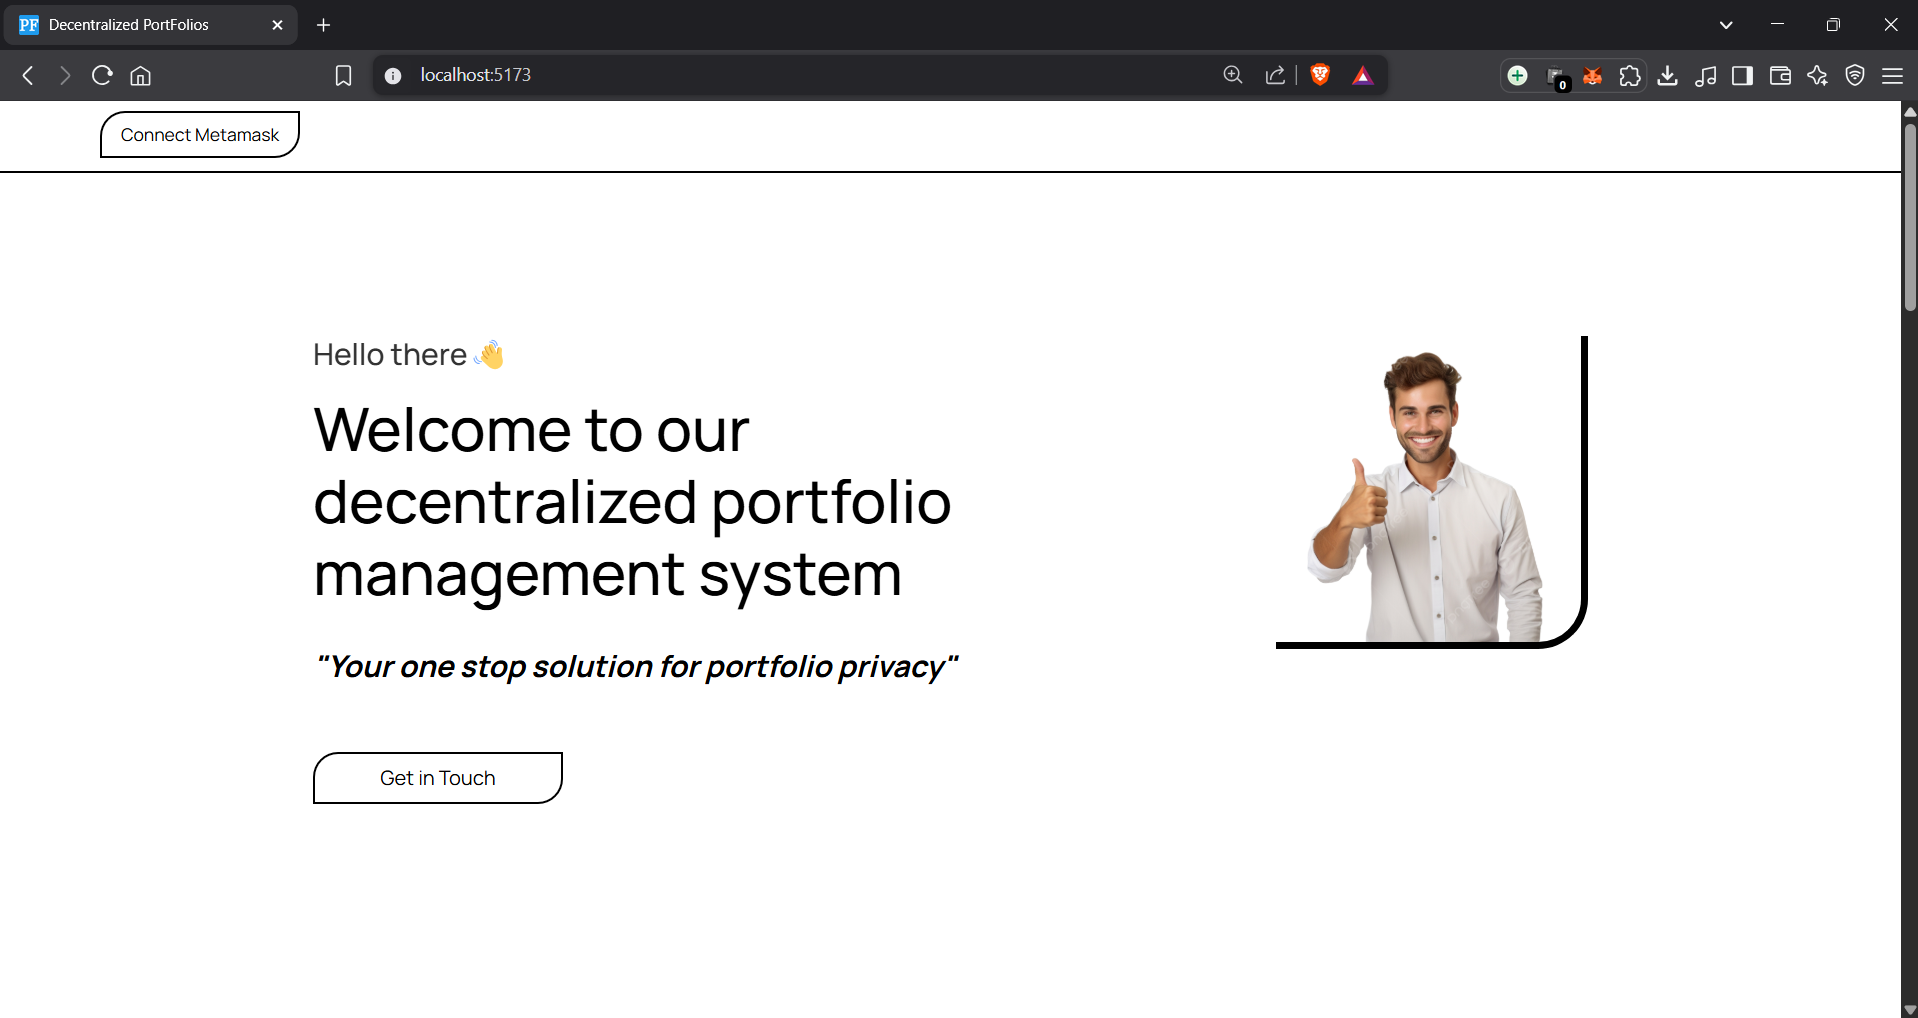 PF Decentralized PortFolios
localhost:5173
0
Connect Metamask
Hello there 👋
Welcome to our
decentralized portfolio
management system
"Your one stop solution for portfolio privacy"
Get in Touch